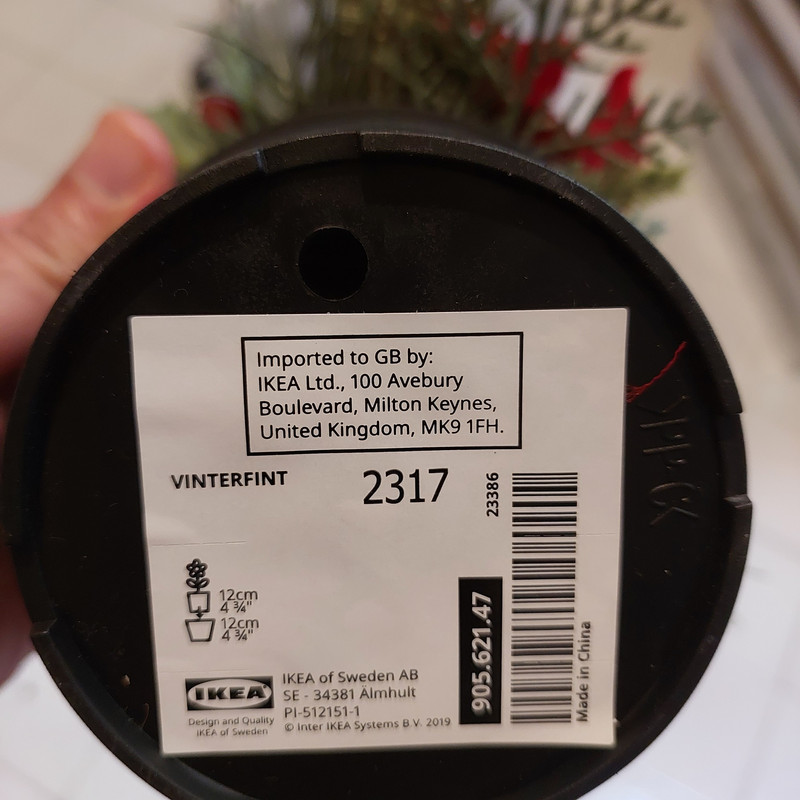 Imported to GB by:
IKEA Ltd., 100 Avebury
Boulevard, Milton Keynes,
United Kingdom, MK9 1FH.
VINTERFINT
2317
23386
12cm
4 ¾"
12cm
4 ¾"
905.621.47
Made in China
IKEA
Design and Quality
IKEA of Sweden
IKEA of Sweden AB
SE - 34381 Älmhult
PI-512151-1
© Inter IKEA Systems B.V. 2019